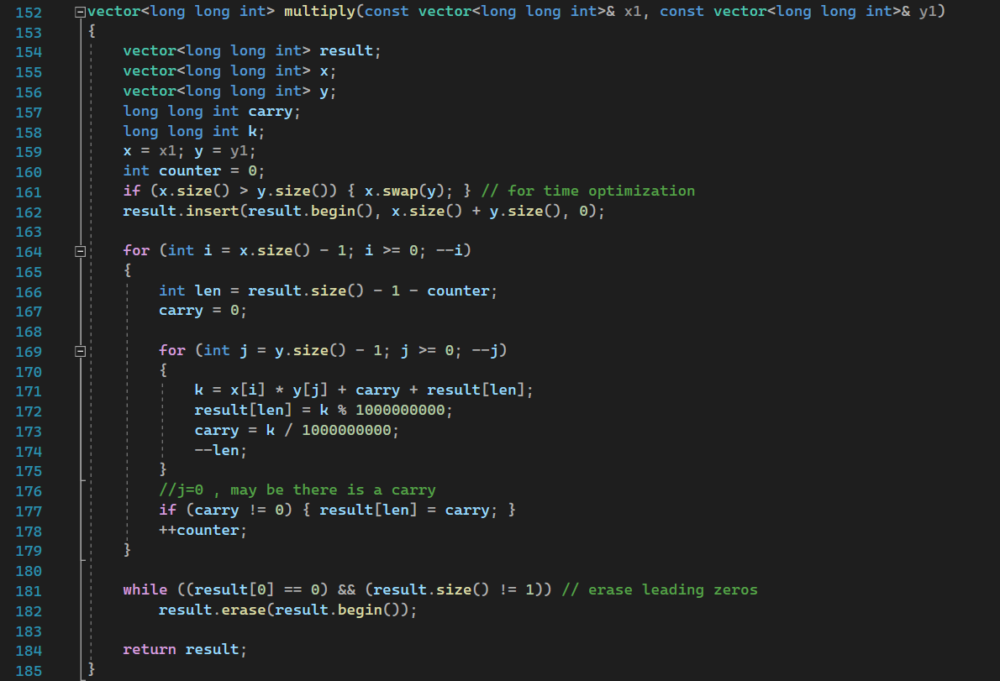 152 vector<long long int> multiply(const vector<long long int>& x1, const vector<long long int>& y1)
153 {
154     vector<long long int> result;
155     vector<long long int> x;
156     vector<long long int> y;
157     long long int carry;
158     long long int k;
159     x = x1; y = y1;
160     int counter = 0;
161     if (x.size() > y.size()) { x.swap(y); } // for time optimization
162     result.insert(result.begin(), x.size() + y.size(), 0);
163
164     for (int i = x.size() - 1; i >= 0; --i)
165     {
166         int len = result.size() - 1 - counter;
167         carry = 0;
168
169         for (int j = y.size() - 1; j >= 0; --j)
170         {
171             k = x[i] * y[j] + carry + result[len];
172             result[len] = k % 1000000000;
173             carry = k / 1000000000;
174             --len;
175         }
176         //j=0 , may be there is a carry
177         if (carry != 0) { result[len] = carry; }
178         ++counter;
179     }
180
181     while ((result[0] == 0) && (result.size() != 1)) // erase leading zeros
182         result.erase(result.begin());
183
184     return result;
185 }